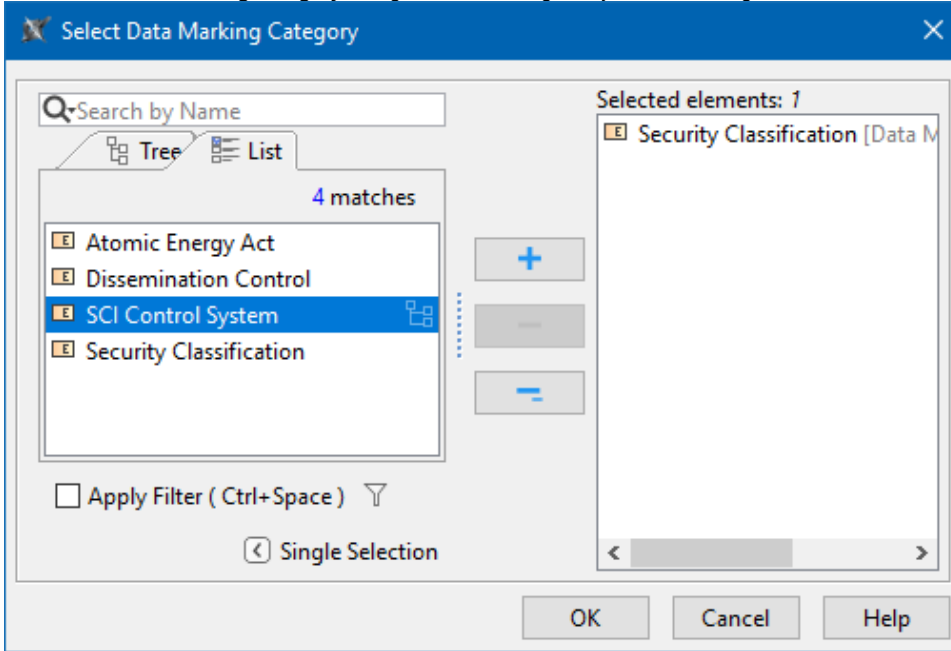 Select Data Marking Category
Search by Name
Tree
List
4 matches
Atomic Energy Act
Dissemination Control
SCI Control System
Security Classification
Apply Filter ( Ctrl+Space )
Single Selection
Selected elements: 1
Security Classification [Data M
OK
Cancel
Help